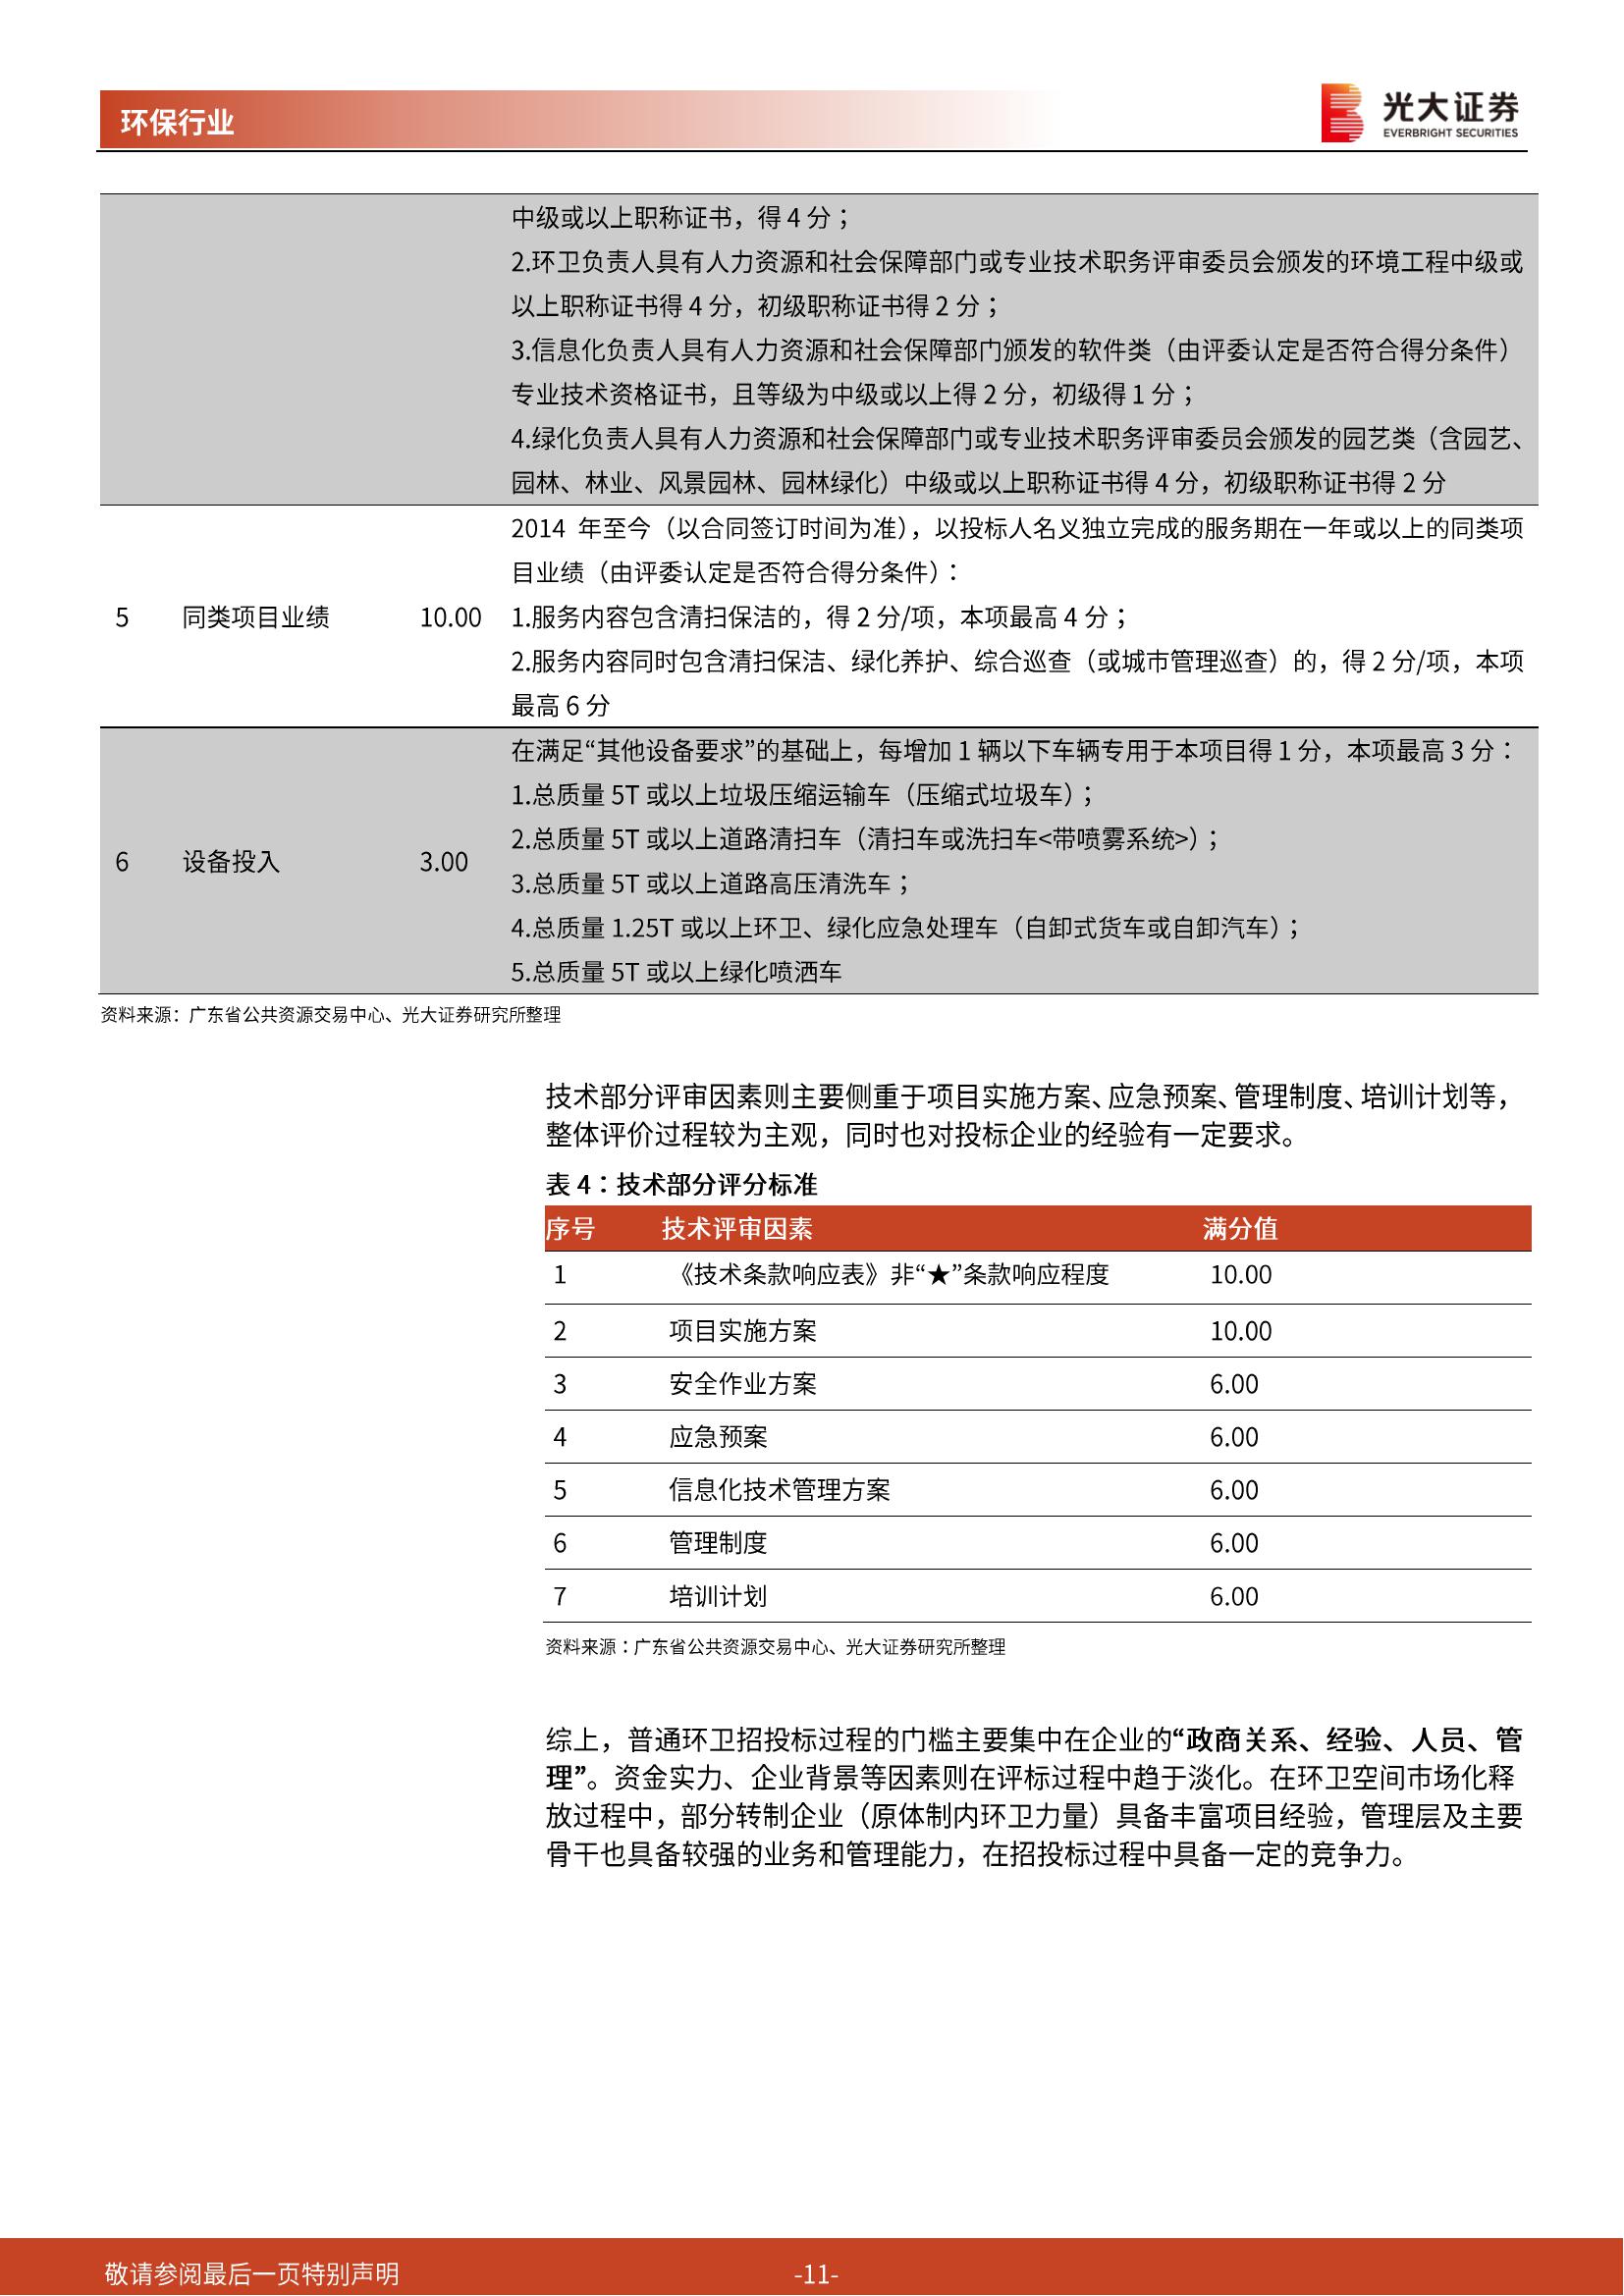 环保行业
光大证券
EVERBRIGHT SECURITIES
中级或以上职称证书，得 4 分；
2.环卫负责人具有人力资源和社会保障部门或专业技术职务评审委员会颁发的环境工程中级或
以上职称证书得 4 分，初级职称证书得 2 分；
3.信息化负责人具有人力资源和社会保障部门颁发的软件类（由评委认定是否符合得分条件）
专业技术资格证书，且等级为中级或以上得 2 分，初级得 1 分；
4.绿化负责人具有人力资源和社会保障部门或专业技术职务评审委员会颁发的园艺类（含园艺、
园林、林业、风景园林、园林绿化）中级或以上职称证书得 4 分，初级职称证书得 2 分
2014 年至今（以合同签订时间为准），以投标人名义独立完成的服务期在一年或以上的同类项
目业绩（由评委认定是否符合得分条件）：
5 同类项目业绩 10.00 1.服务内容包含清扫保洁的，得 2 分/项，本项最高 4 分；
2.服务内容同时包含清扫保洁、绿化养护、综合巡查（或城市管理巡查）的，得 2 分/项，本项
最高 6 分
在满足“其他设备要求”的基础上，每增加 1 辆以下车辆专用于本项目得 1 分，本项最高 3 分：
1.总质量 5T 或以上垃圾压缩运输车（压缩式垃圾车）；
2.总质量 5T 或以上道路清扫车（清扫车或洗扫车<带喷雾系统>）；
6 设备投入 3.00
3.总质量 5T 或以上道路高压清洗车；
4.总质量 1.25T 或以上环卫、绿化应急处理车（自卸式货车或自卸汽车）；
5.总质量 5T 或以上绿化喷洒车
资料来源：广东省公共资源交易中心、光大证券研究所整理
技术部分评审因素则主要侧重于项目实施方案、应急预案、管理制度、培训计划等，
整体评价过程较为主观，同时也对投标企业的经验有一定要求。
表 4：技术部分评分标准
序号 技术评审因素 满分值
1 《技术条款响应表》非“★”条款响应程度 10.00
2 项目实施方案 10.00
3 安全作业方案 6.00
4 应急预案 6.00
5 信息化技术管理方案 6.00
6 管理制度 6.00
7 培训计划 6.00
资料来源：广东省公共资源交易中心、光大证券研究所整理
综上，普通环卫招投标过程的门槛主要集中在企业的“政商关系、经验、人员、管
理”。资金实力、企业背景等因素则在评标过程中趋于淡化。在环卫空间市场化释
放过程中，部分转制企业（原体制内环卫力量）具备丰富项目经验，管理层及主要
骨干也具备较强的业务和管理能力，在招投标过程中具备一定的竞争力。
敬请参阅最后一页特别声明 -11-